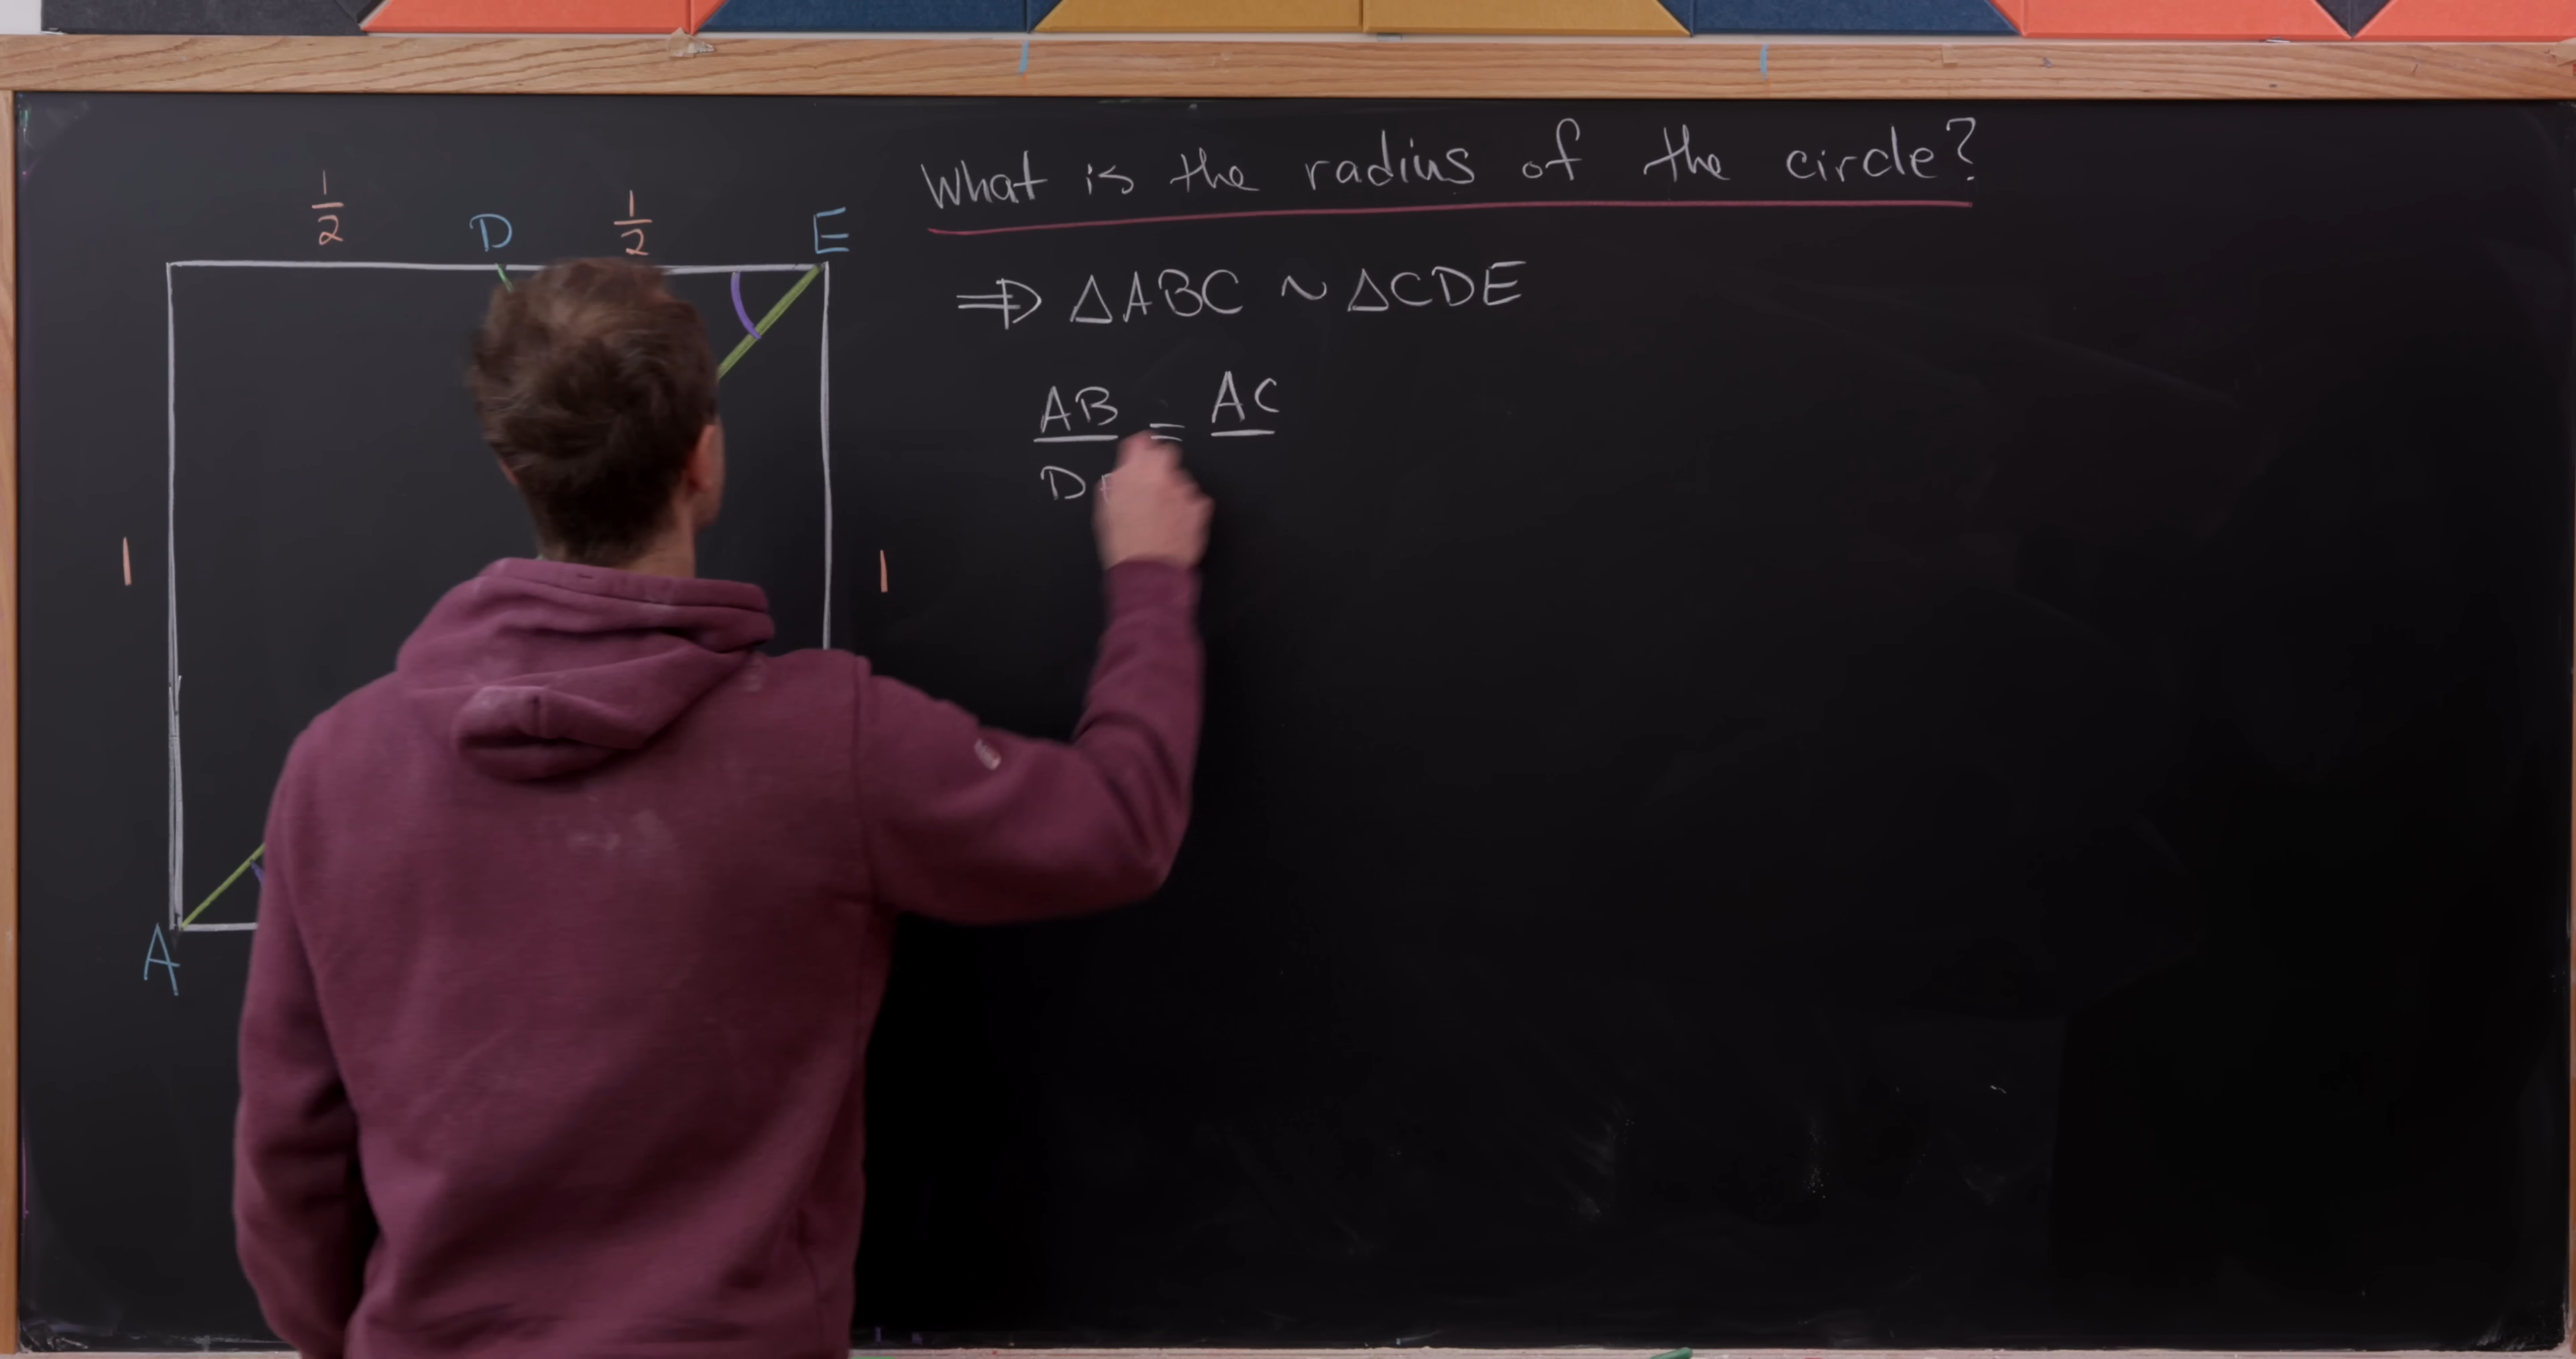 What is the radius of the circle?
1/2 D 1/2 E
⇒ △ABC ~ △CDE
AB = AC
D
1 1
A